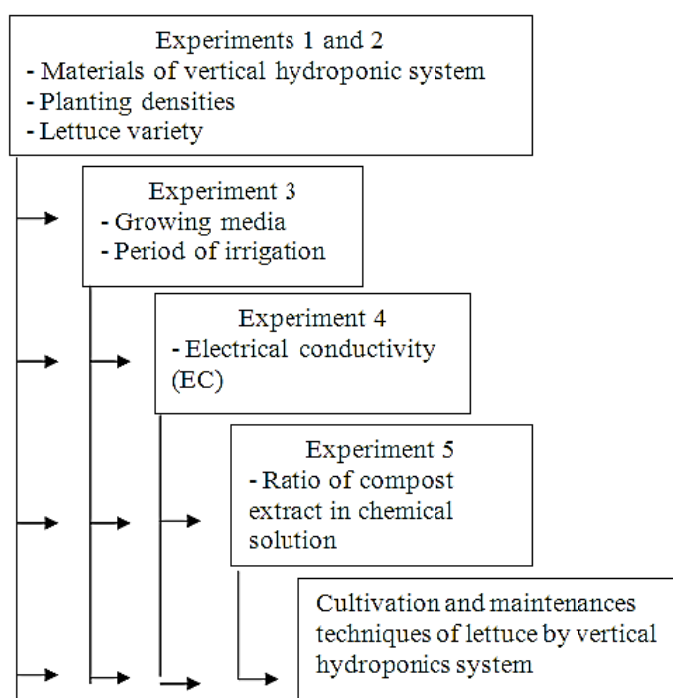 Experiments 1 and 2
- Materials of vertical hydroponic system
- Planting densities
- Lettuce variety
Experiment 3
- Growing media
- Period of irrigation
Experiment 4
- Electrical conductivity
(EC)
Experiment 5
- Ratio of compost
extract in chemical
solution
Cultivation and maintenances
techniques of lettuce by vertical
hydroponics system